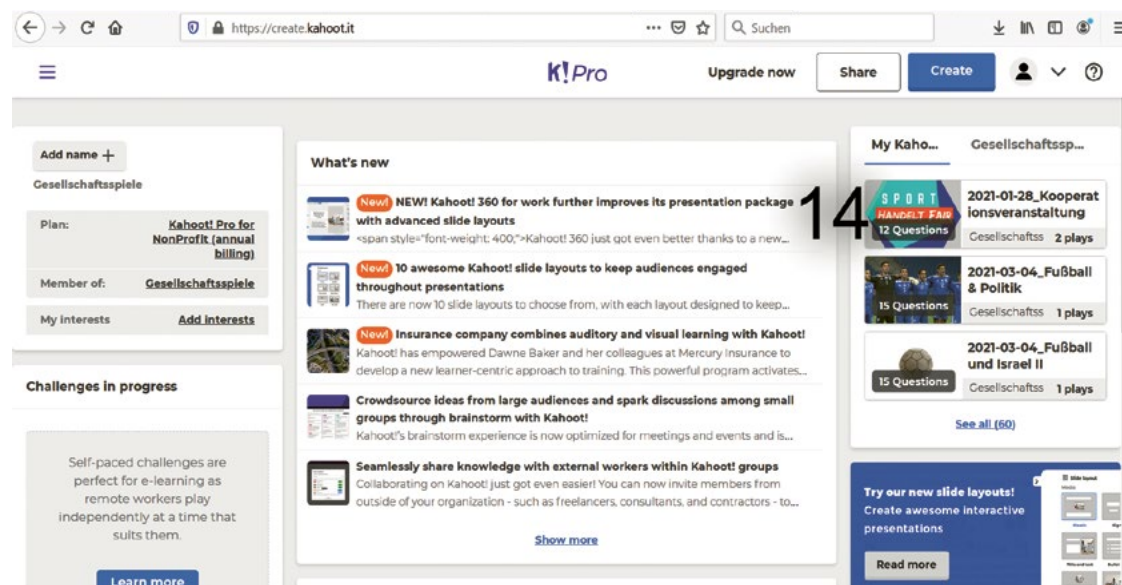 https://create.kahoot.it
Suchen
K!Pro
Upgrade now
Share
Create
Add name +
Gesellschaftsspiele
Plan:
Kahoot! Pro for
NonProfit (annual
billing)
Member of:
Gesellschaftsspiele
My interests
Add interests
Challenges in progress
Self-paced challenges are
perfect for e-learning as
remote workers play
independently at a time that
suits them.
Learn more
What's new
New! NEW! Kahoot! 360 for work further improves its presentation package
with advanced slide layouts
<span style="font-weight: 400;">Kahoot! 360 just got even better thanks to a new...
New! 10 awesome Kahoot! slide layouts to keep audiences engaged
throughout presentations
There are now 10 slide layouts to choose from, with each layout designed to keep...
New! Insurance company combines auditory and visual learning with Kahoot!
Kahoot! has empowered Dawne Baker and her colleagues at Mercury Insurance to
develop a new learner-centric approach to training. This powerful program activates...
Crowdsource ideas from large audiences and spark discussions among small
groups through brainstorm with Kahoot!
Kahoot!'s brainstorm experience is now optimized for meetings and events and is...
Seamlessly share knowledge with external workers within Kahoot! groups
Collaborating on Kahoot! just got even easier! You can now invite members from
outside of your organization - such as freelancers, consultants, and contractors - to...
Show more
14
My Kaho...
Gesellschaftssp...
SPORT
HANDELT FAIR
12 Questions
2021-01-28_Kooperat
ionsveranstaltung
Gesellschaftss 2 plays
15 Questions
2021-03-04_Fußball
& Politik
Gesellschaftss 1 plays
15 Questions
2021-03-04_Fußball
und Israel II
Gesellschaftss 1 plays
See all (60)
Try our new slide layouts!
Create awesome interactive
presentations
Read more
Slide layout